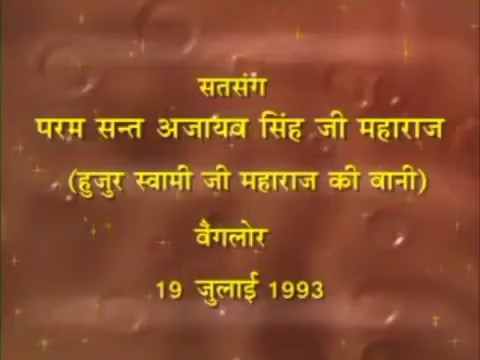 सतसंग
परम सन्त अजायब सिंह जी महाराज
(हुजुर स्वामी जी महाराज की वानी)
बैंगलोर
19 जुलाई 1993